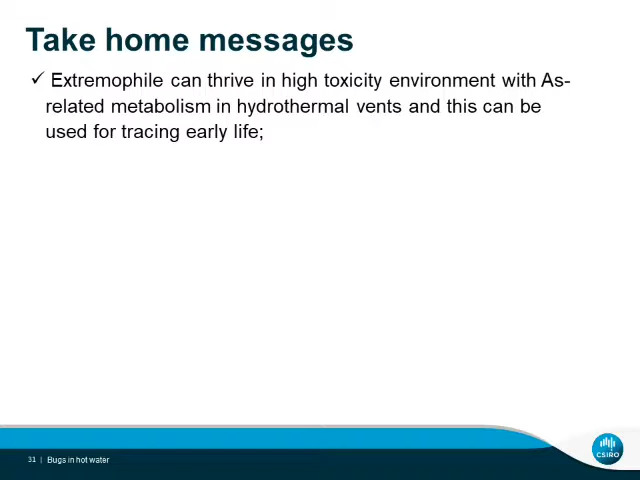 Take home messages
✓ Extremophile can thrive in high toxicity environment with As-
related metabolism in hydrothermal vents and this can be
used for tracing early life;
31 | Bugs in hot water
CSIRO